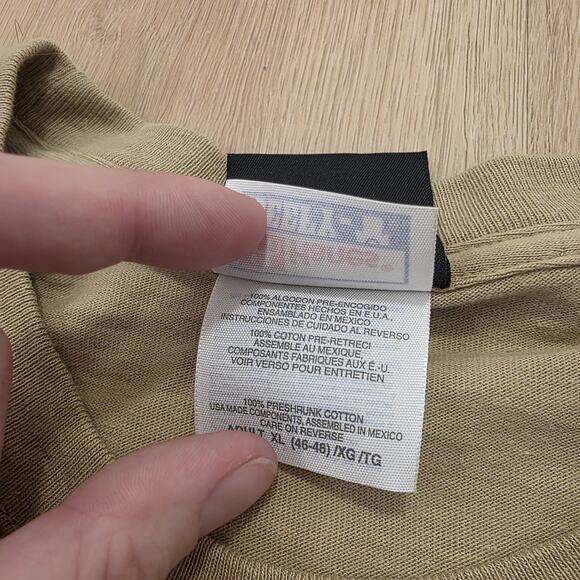 100% ALGODON PRE-ENCOGIDO
COMPONENTES HECHOS EN E.U.A.
ENSAMBLADO EN MEXICO
INSTRUCCIONES DE CUIDADO AL REVERSO
100% COTON PRE-RETRECI
ASSEMBLE AU MEXIQUE,
COMPOSANTS FABRIQUES AUX É.-U.
VOIR VERSO POUR ENTRETIEN
100% PRESHRUNK COTTON
USA MADE COMPONENTS, ASSEMBLED IN MEXICO
CARE ON REVERSE
ADULT XL (46-48) /XG /TG